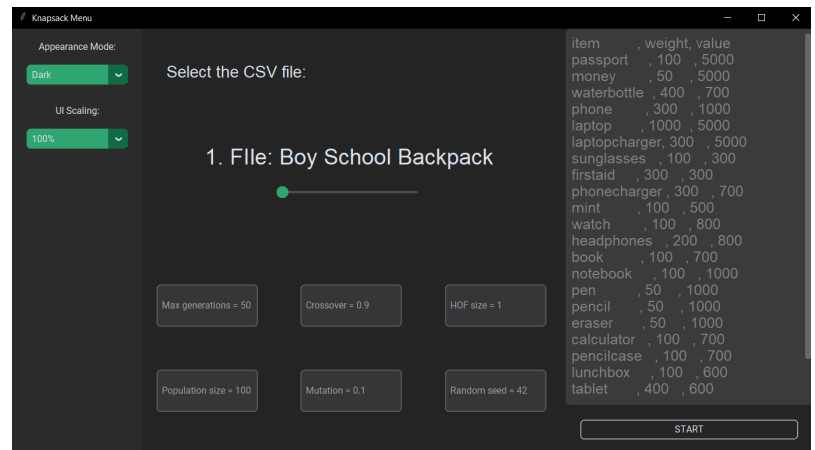 Knapsack Menu
Appearance Mode:
Dark
UI Scaling:
100%
Select the CSV file:
1. FIle: Boy School Backpack
Max generations = 50
Crossover = 0.9
HOF size = 1
Population size = 100
Mutation = 0.1
Random seed = 42
item , weight, value
passport , 100 , 5000
money , 50 , 5000
waterbottle , 400 , 700
phone , 300 , 1000
laptop , 1000 , 5000
laptopcharger, 300 , 5000
sunglasses , 100 , 300
firstaid , 300 , 300
phonecharger , 300 , 700
mint , 100 , 500
watch , 100 , 800
headphones , 200 , 800
book , 100 , 700
notebook , 100 , 1000
pen , 50 , 1000
pencil , 50 , 1000
eraser , 50 , 1000
calculator , 100 , 700
pencilcase , 100 , 700
lunchbox , 100 , 600
tablet , 400 , 600
START